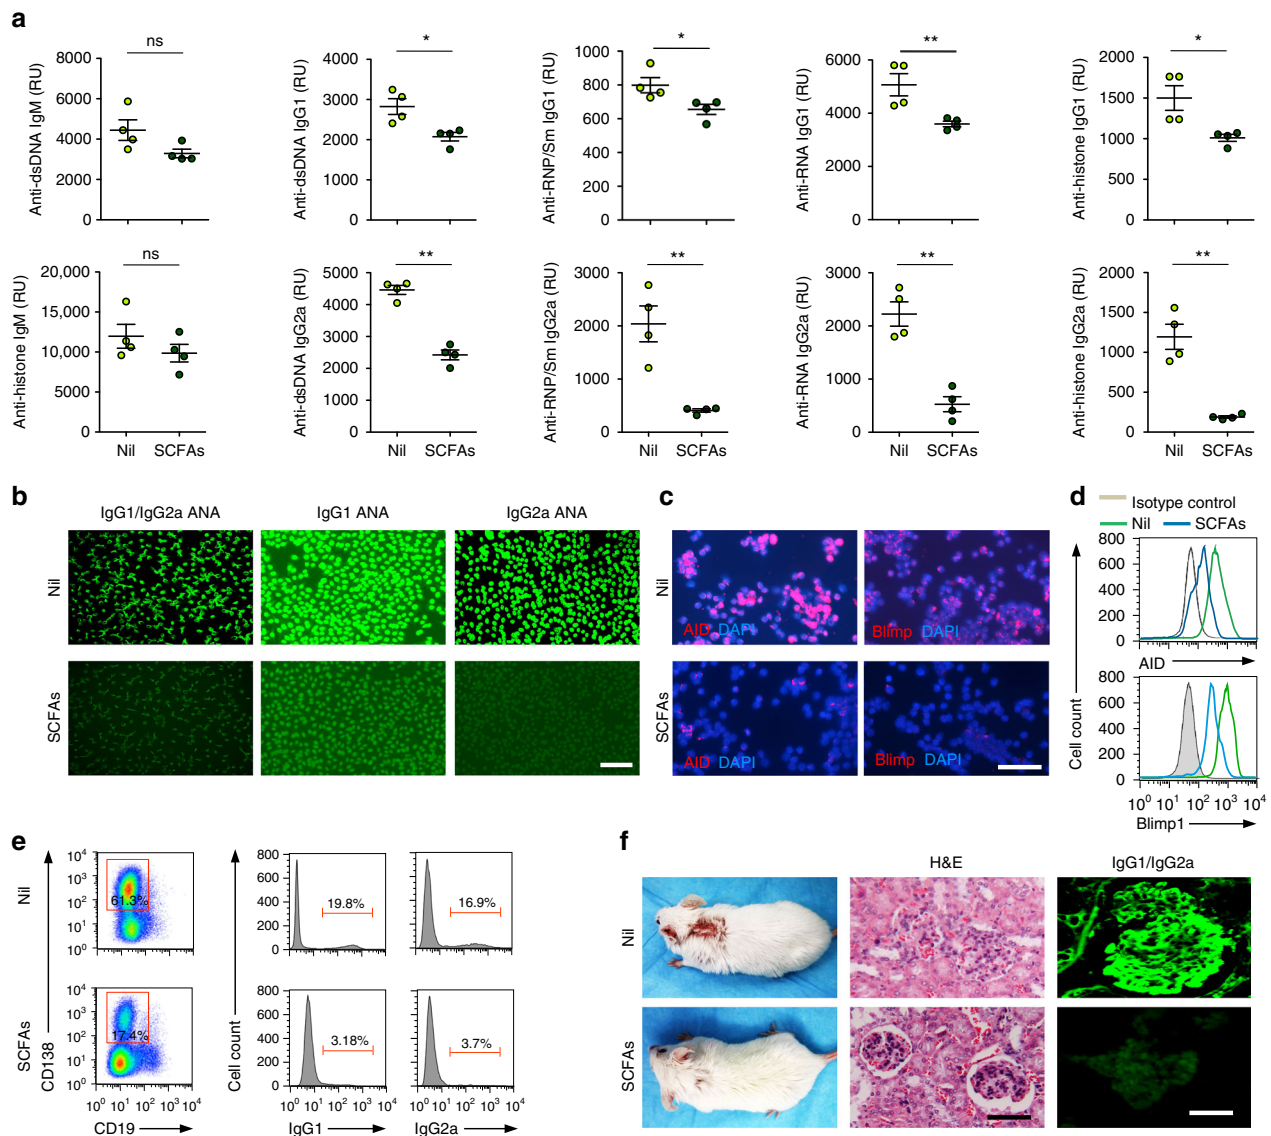 a
ns
Anti-dsDNA IgM (RU)
8000
6000
4000
2000
0
*
Anti-dsDNA IgG1 (RU)
4000
3000
2000
1000
0
*
Anti-RNP/Sm IgG1 (RU)
1000
800
600
400
200
0
**
Anti-RNA IgG1 (RU)
6000
4000
2000
0
*
Anti-histone IgG1 (RU)
2000
1500
1000
500
0
ns
Anti-histone IgM (RU)
20,000
15,000
10,000
5000
0
Nil SCFAs
**
Anti-dsDNA IgG2a (RU)
5000
4000
3000
2000
1000
0
Nil SCFAs
**
Anti-RNP/Sm IgG2a (RU)
3000
2000
1000
0
Nil SCFAs
**
Anti-RNA IgG2a (RU)
3000
2000
1000
0
Nil SCFAs
**
Anti-histone IgG2a (RU)
2000
1500
1000
500
0
Nil SCFAs
b
IgG1/IgG2a ANA IgG1 ANA IgG2a ANA
Nil
SCFAs
c
Nil
AID DAPI Blimp DAPI
SCFAs
AID DAPI Blimp DAPI
d
Isotype control
Nil SCFAs
Cell count
800
600
400
200
0
AID
800
600
400
200
0
10⁰ 10¹ 10² 10³ 10⁴
Blimp1
e
Nil
10⁴
10³
10²
10¹
10⁰
61.3%
SCFAs
CD138
10⁴
10³
10²
10¹
10⁰
17.4%
10⁰ 10¹ 10² 10³ 10⁴
CD19
Cell count
800
600
400
200
0
19.8%
16.9%
800
600
400
200
0
3.18%
3.7%
10⁰ 10¹ 10² 10³ 10⁴
10⁰ 10¹ 10² 10³ 10⁴
IgG1 IgG2a
f
H&E IgG1/IgG2a
Nil
SCFAs